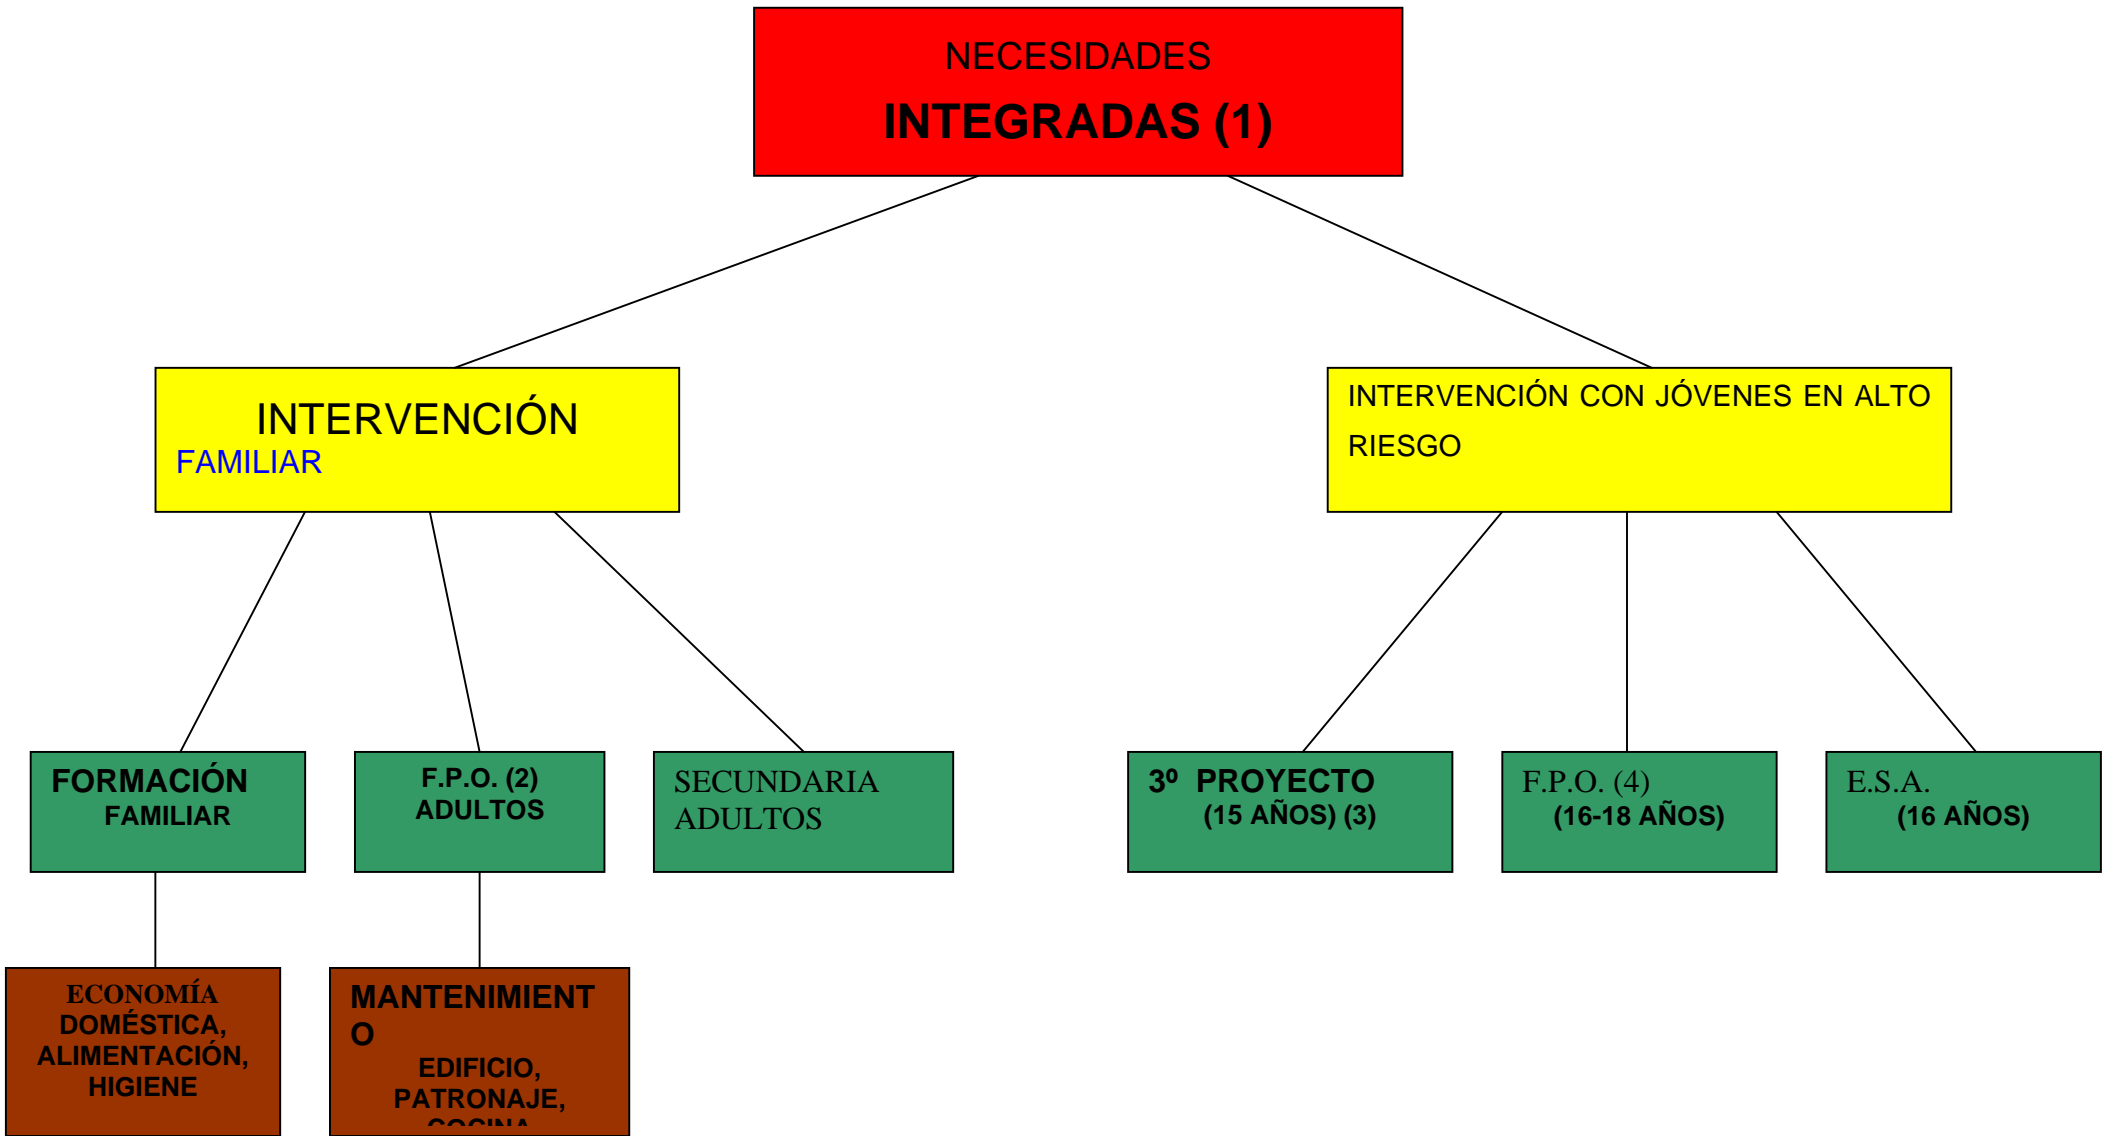 NECESIDADES
INTEGRADAS (1)
INTERVENCIÓN
FAMILIAR
INTERVENCIÓN CON JÓVENES EN ALTO
RIESGO
FORMACIÓN
FAMILIAR
F.P.O. (2)
ADULTOS
SECUNDARIA
ADULTOS
3º PROYECTO
(15 AÑOS) (3)
F.P.O. (4)
(16-18 AÑOS)
E.S.A.
(16 AÑOS)
ECONOMÍA
DOMÉSTICA,
ALIMENTACIÓN,
HIGIENE
MANTENIMIENT
O
EDIFICIO,
PATRONAJE,
COCINA